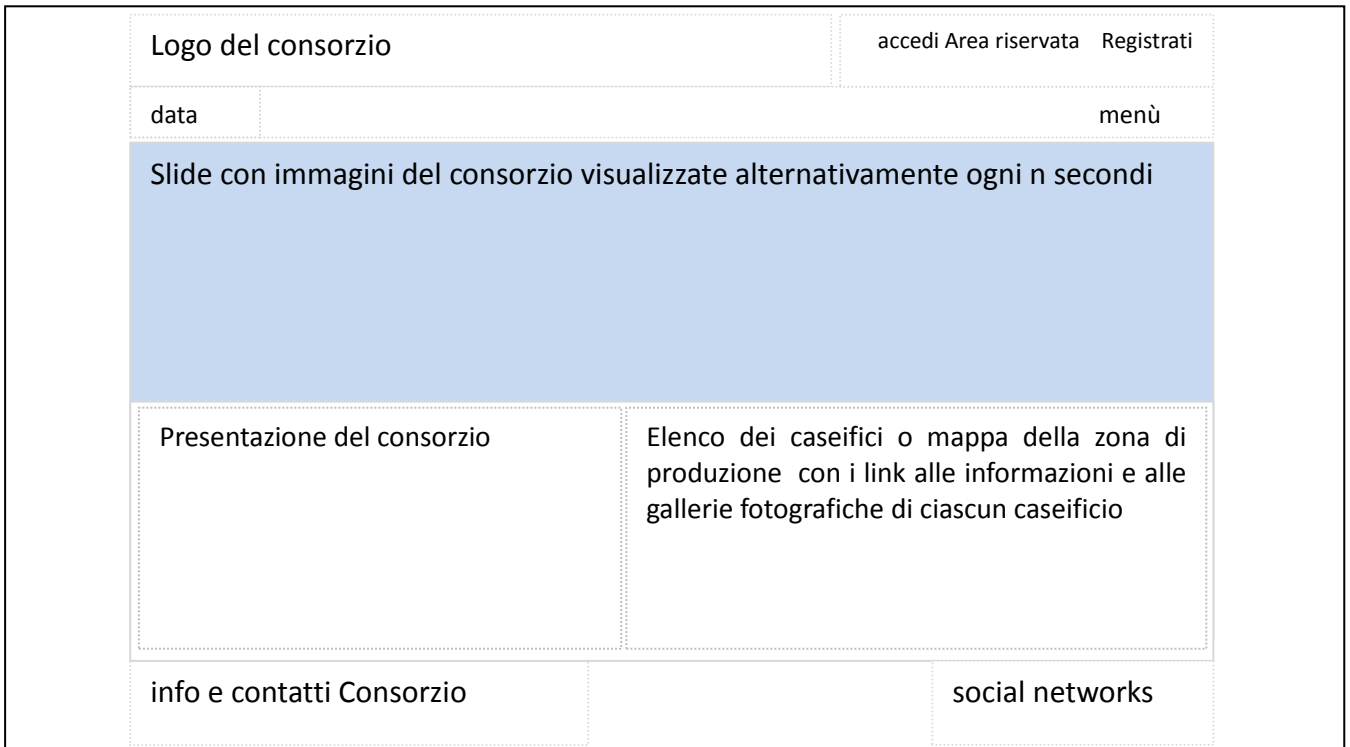 Logo del consorzio
accedi Area riservata Registrati
data
menù
Slide con immagini del consorzio visualizzate alternativamente ogni n secondi
Presentazione del consorzio
Elenco dei caseifici o mappa della zona di
produzione con i link alle informazioni e alle
gallerie fotografiche di ciascun caseificio
info e contatti Consorzio
social networks